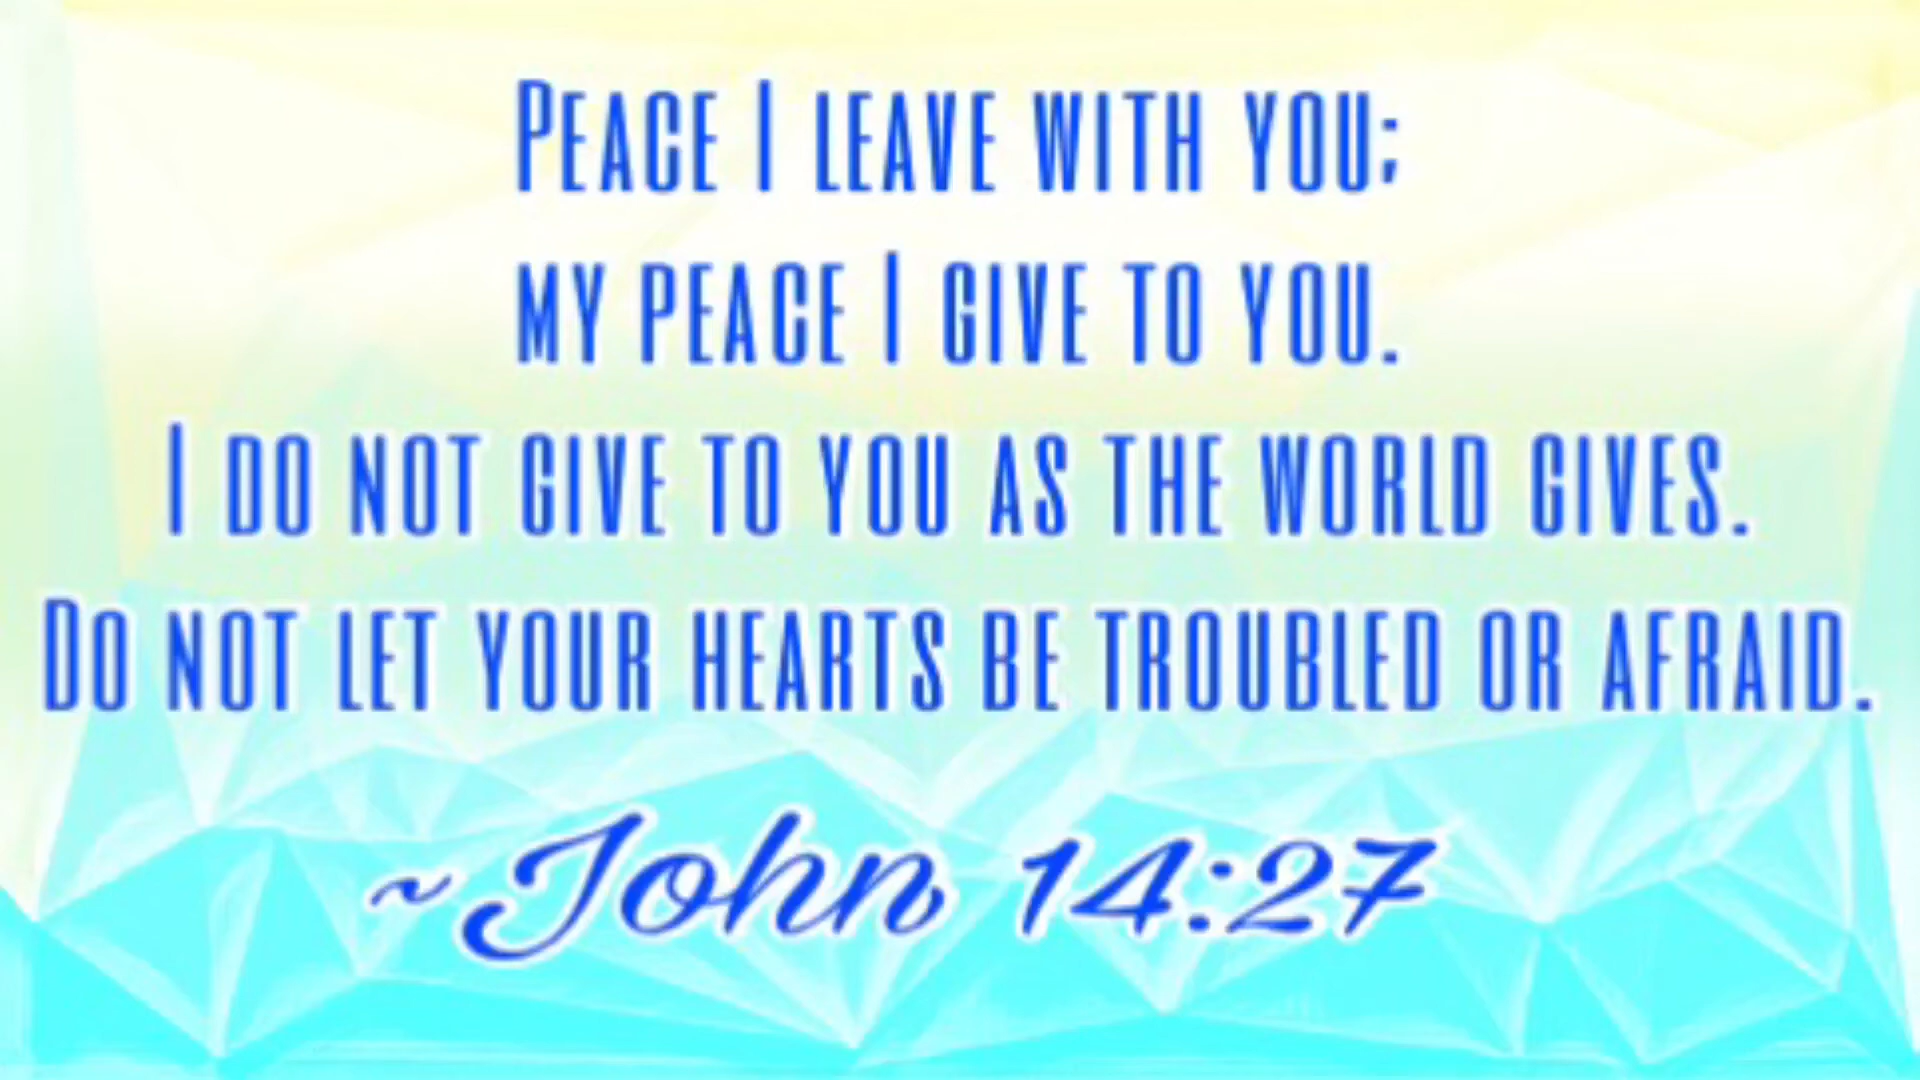 Peace I leave with you;
my peace I give to you.
I do not give to you as the world gives.
Do not let your hearts be troubled or afraid.
~John 14:27